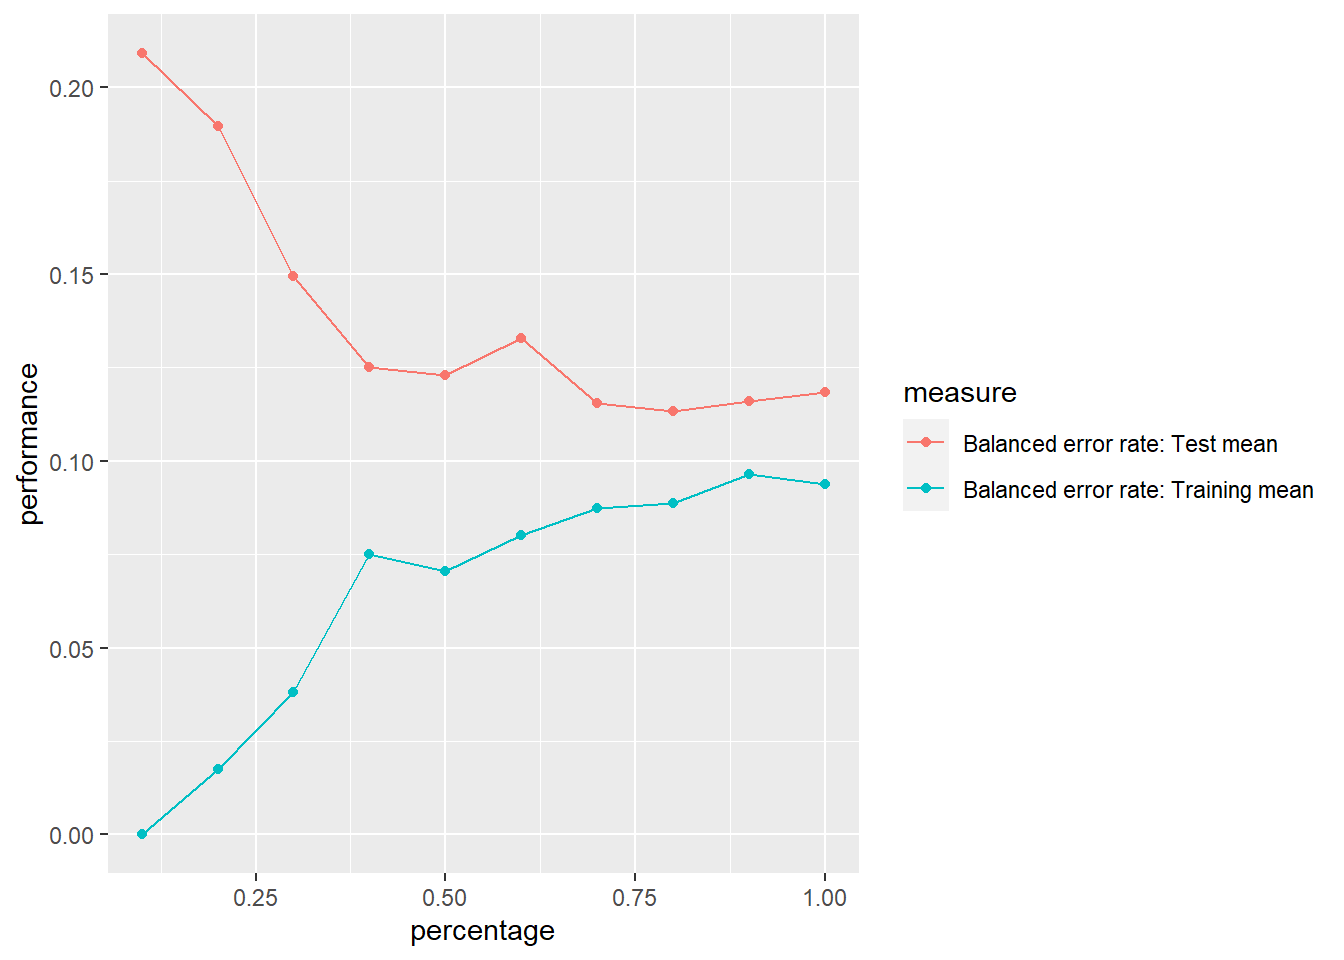 performance
0.20
0.15
0.10
0.05
0.00
0.25 0.50 0.75 1.00
percentage
measure
Balanced error rate: Test mean
Balanced error rate: Training mean